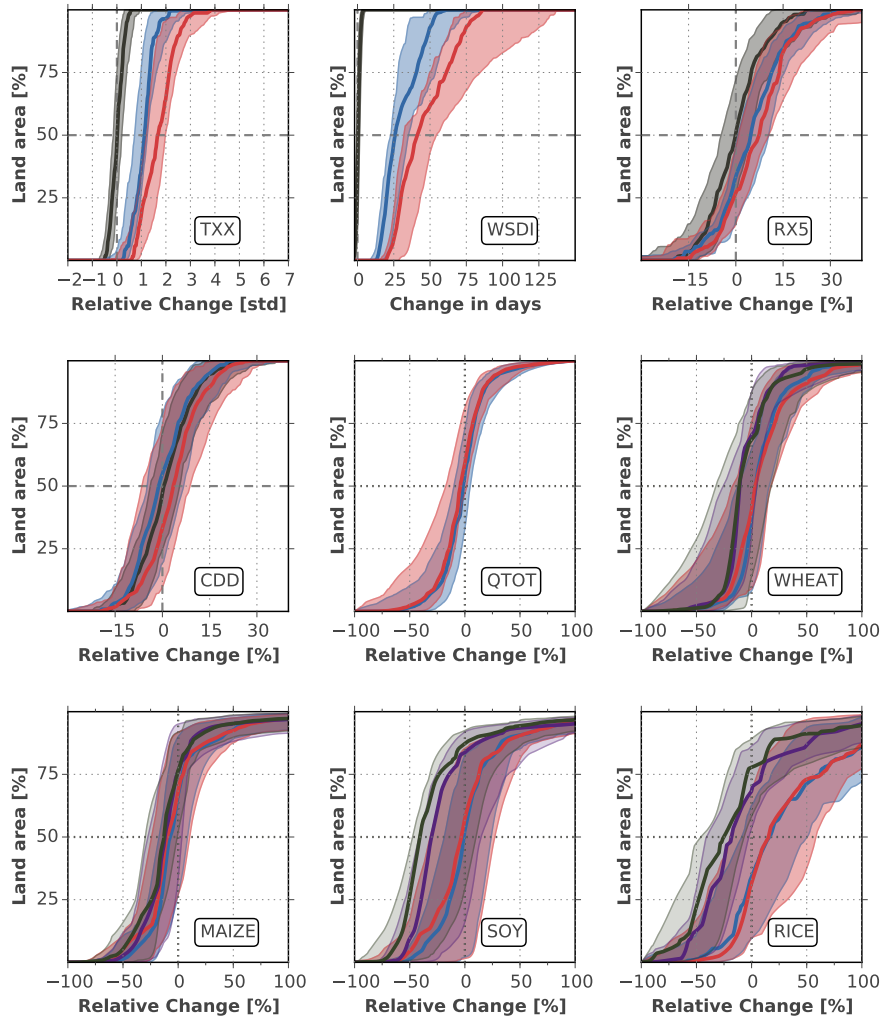 Land area [%]
75
50
25
TXX
−2 −1 0 1 2 3 4 5 6 7
Relative Change [std]
Land area [%]
75
50
25
WSDI
0 25 50 75 100 125
Change in days
Land area [%]
75
50
25
RX5
−15 0 15 30
Relative Change [%]
Land area [%]
75
50
25
CDD
−15 0 15 30
Relative Change [%]
Land area [%]
75
50
25
QTOT
−100 −50 0 50 100
Relative Change [%]
Land area [%]
75
50
25
WHEAT
−100 −50 0 50 100
Relative Change [%]
Land area [%]
75
50
25
MAIZE
−100 −50 0 50 100
Relative Change [%]
Land area [%]
75
50
25
SOY
−100 −50 0 50 100
Relative Change [%]
Land area [%]
75
50
25
RICE
−100 −50 0 50 100
Relative Change [%]